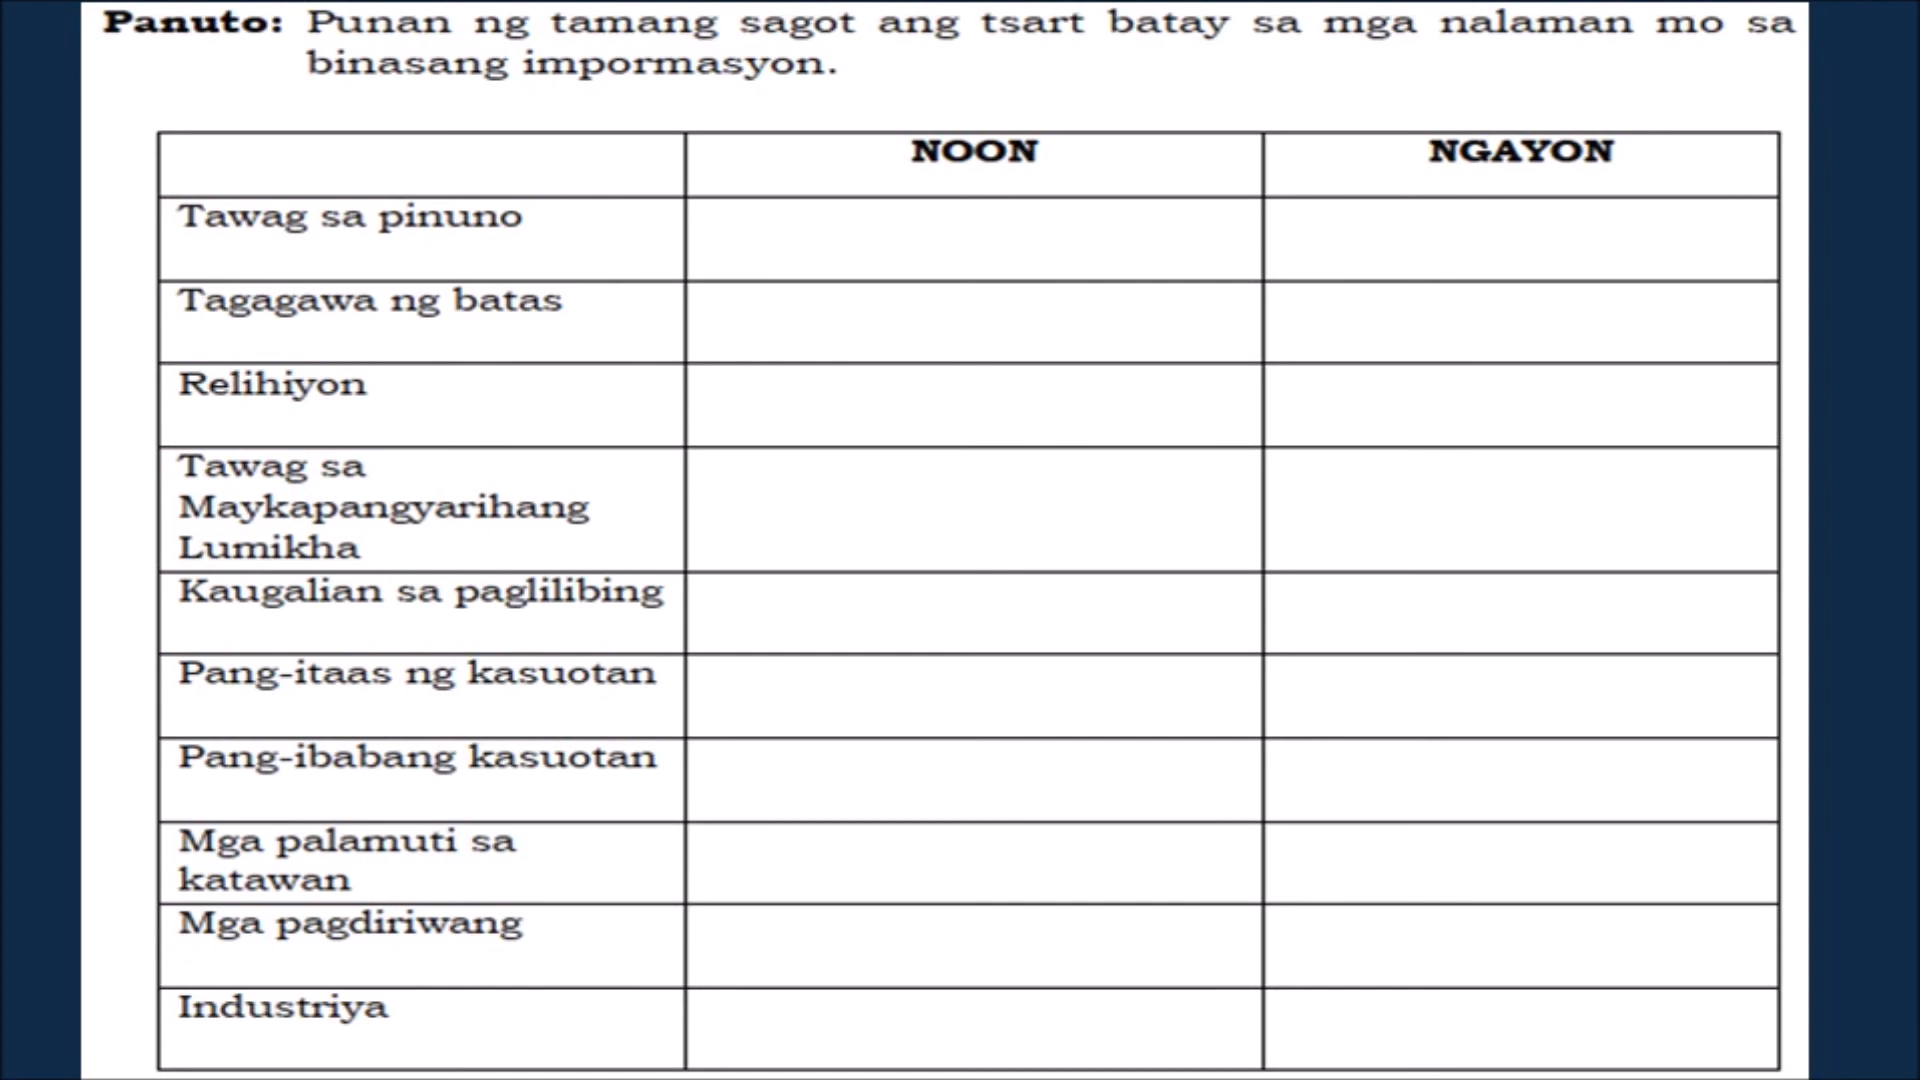 Panuto: Punan ng tamang sagot ang tsart batay sa mga nalaman mo sa
binasang impormasyon.
NOON NGAYON
Tawag sa pinuno
Tagagawa ng batas
Relihiyon
Tawag sa
Maykapangyarihang
Lumikha
Kaugalian sa paglilibing
Pang-itaas ng kasuotan
Pang-ibabang kasuotan
Mga palamuti sa
katawan
Mga pagdiriwang
Industriya